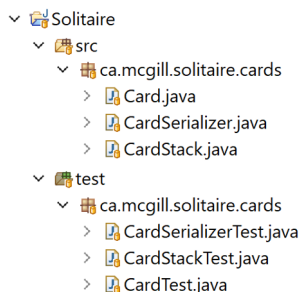 Solitaire
src
ca.mcgill.solitaire.cards
Card.java
CardSerializer.java
CardStack.java
test
ca.mcgill.solitaire.cards
CardSerializerTest.java
CardStackTest.java
CardTest.java